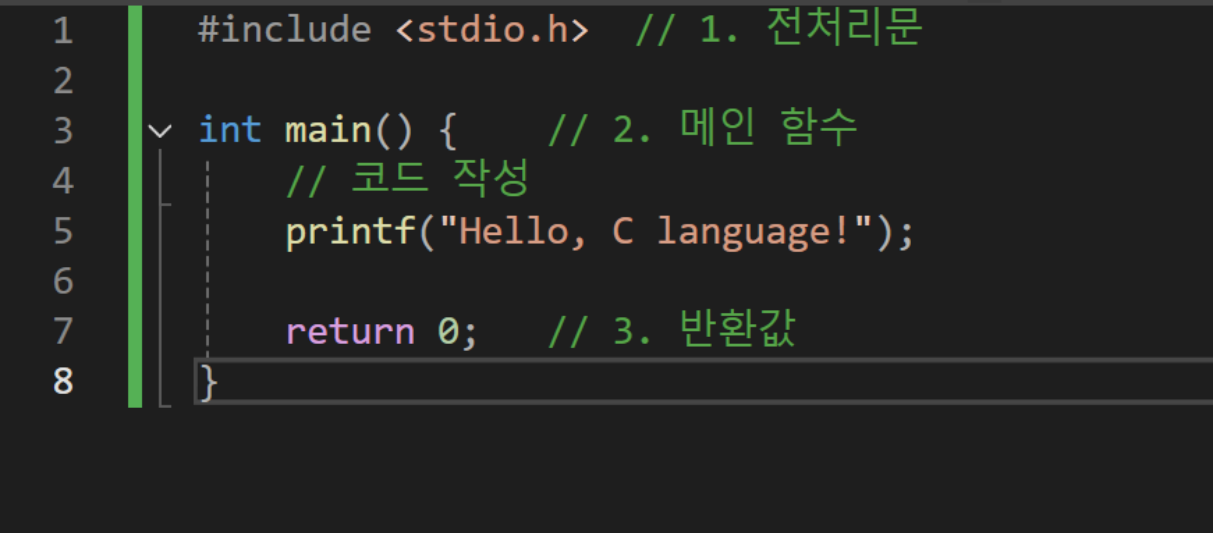 1 #include <stdio.h> // 1. 전처리문
2
3 int main() { // 2. 메인 함수
4 // 코드 작성
5 printf("Hello, C language!");
6
7 return 0; // 3. 반환값
8 }